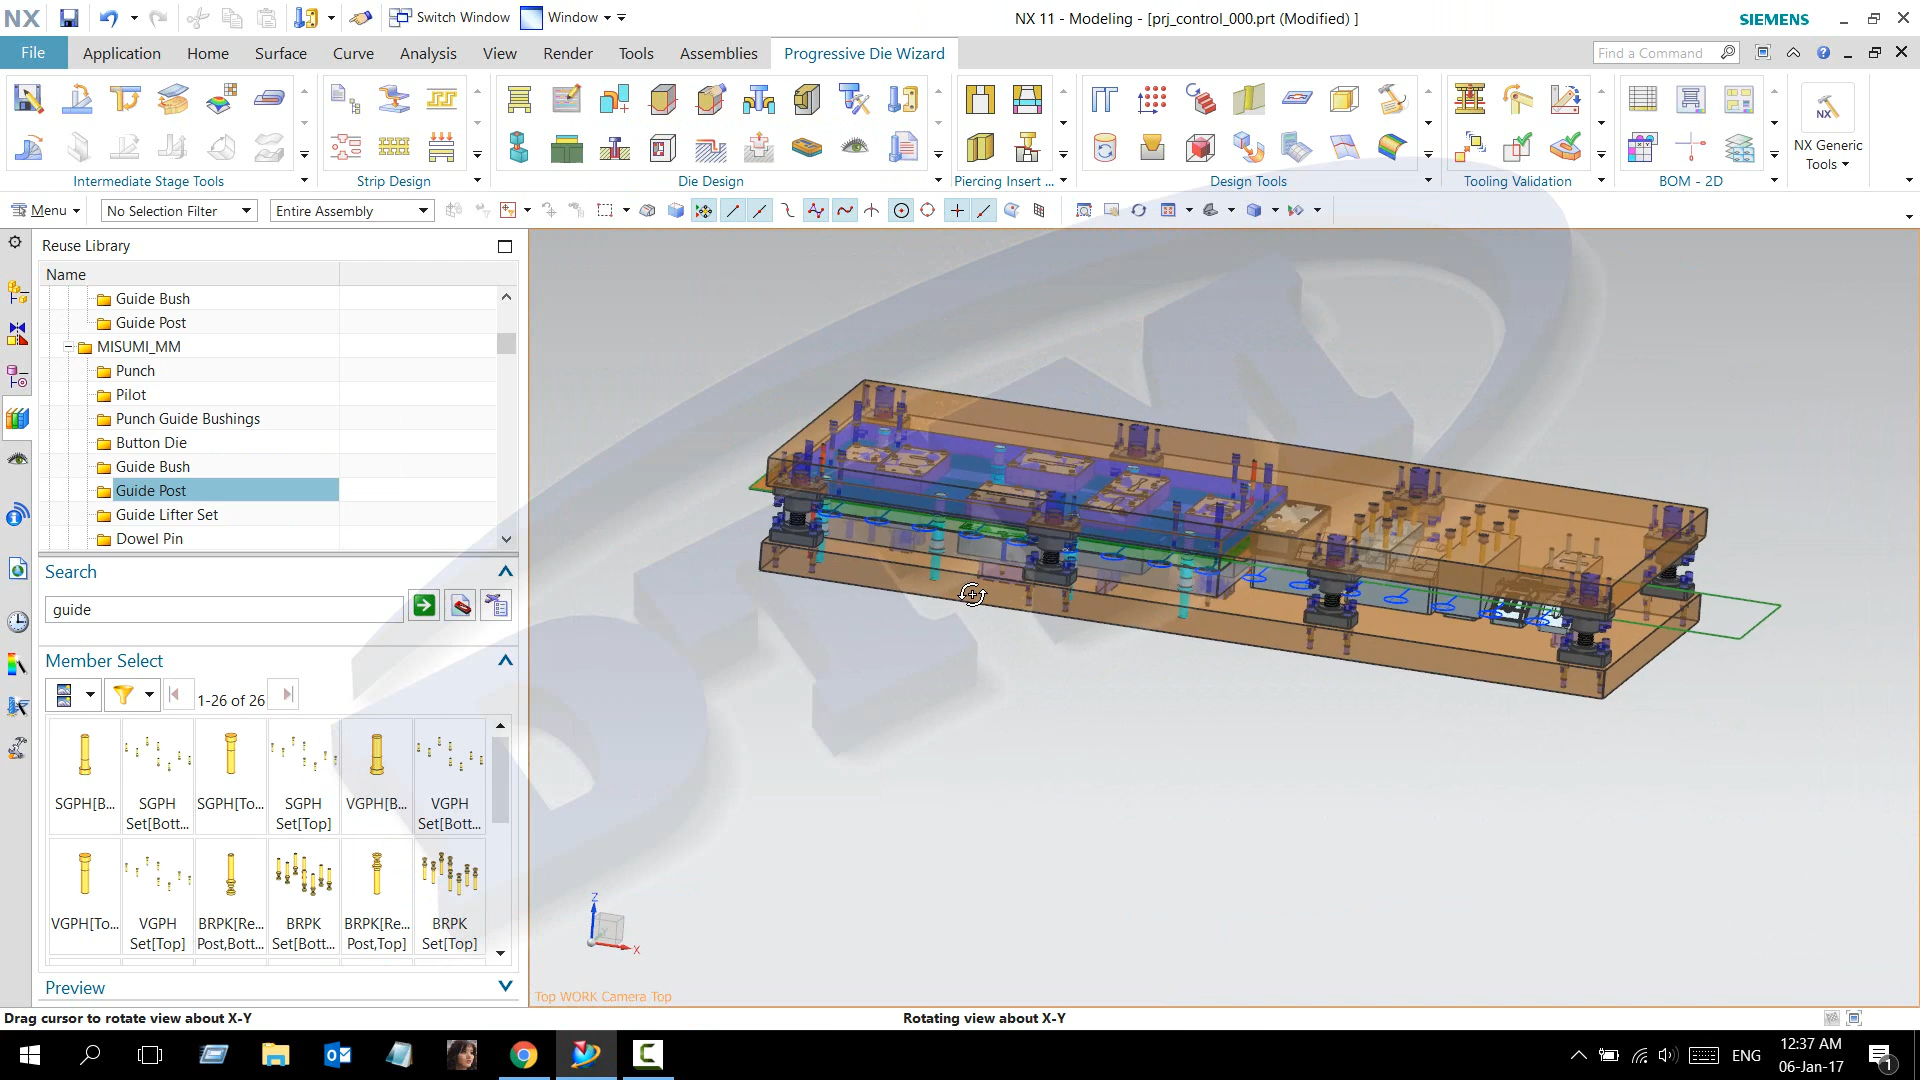 NX
Switch Window
Window
NX 11 - Modeling - [prj_control_000.prt (Modified) ]
SIEMENS
File
Application
Home
Surface
Curve
Analysis
View
Render
Tools
Assemblies
Progressive Die Wizard
Find a Command
Intermediate Stage Tools
Strip Design
Die Design
Piercing Insert ...
Design Tools
Tooling Validation
BOM - 2D
NX
NX Generic
Tools
Menu
No Selection Filter
Entire Assembly
Reuse Library
Name
Guide Bush
Guide Post
MISUMI_MM
Punch
Pilot
Punch Guide Bushings
Button Die
Guide Bush
Guide Post
Guide Lifter Set
Dowel Pin
Search
guide
Member Select
1-26 of 26
SGPH[B...
SGPH
Set[Bott...
SGPH[To...
SGPH
Set[Top]
VGPH[B...
VGPH
Set[Bott...
VGPH[To...
VGPH
Set[Top]
BRPK[Re...
Post,Bott...
BRPK
Set[Bott...
BRPK[Re...
Post,Top]
BRPK
Set[Top]
Preview
Z
X
Top WORK Camera Top
Drag cursor to rotate view about X-Y
Rotating view about X-Y
ENG
12:37 AM
06-Jan-17
1